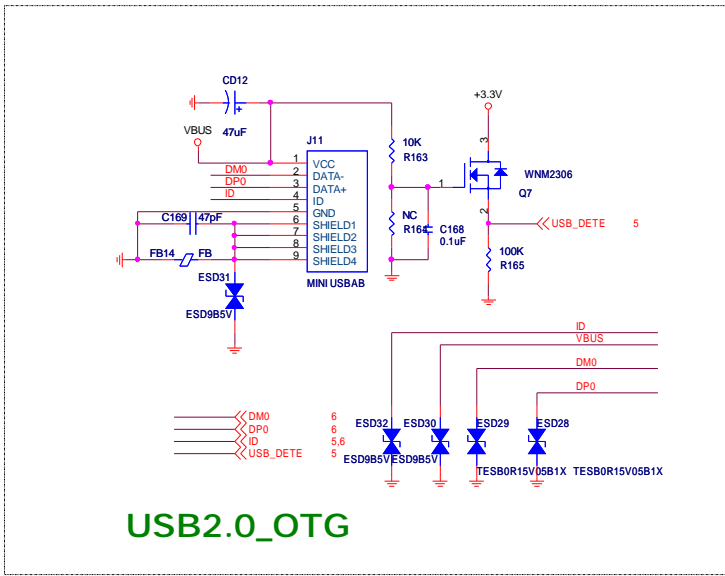 CD12
+3.3V
47uF
VBUS
J11
10K
R163
3
DM0 1 VCC
DP0 2 DATA-
ID 3 DATA+
4 ID
5 GND
C169 47pF 6 SHIELD1
7 SHIELD2
8 SHIELD3
FB14 FB 9 SHIELD4
MINI USBAB
1
WNM2306
Q7
2
NC
R164 C168
0.1uF
USB_DETE 5
100K
R165
ESD31
ESD9B5V
ID
VBUS
DM0
DP0
DM0 6
DP0 6
ID 5,6
USB_DETE 5
ESD32 ESD30 ESD29 ESD28
ESD9B5V ESD9B5V
TESB0R15V05B1X TESB0R15V05B1X
USB2.0_OTG